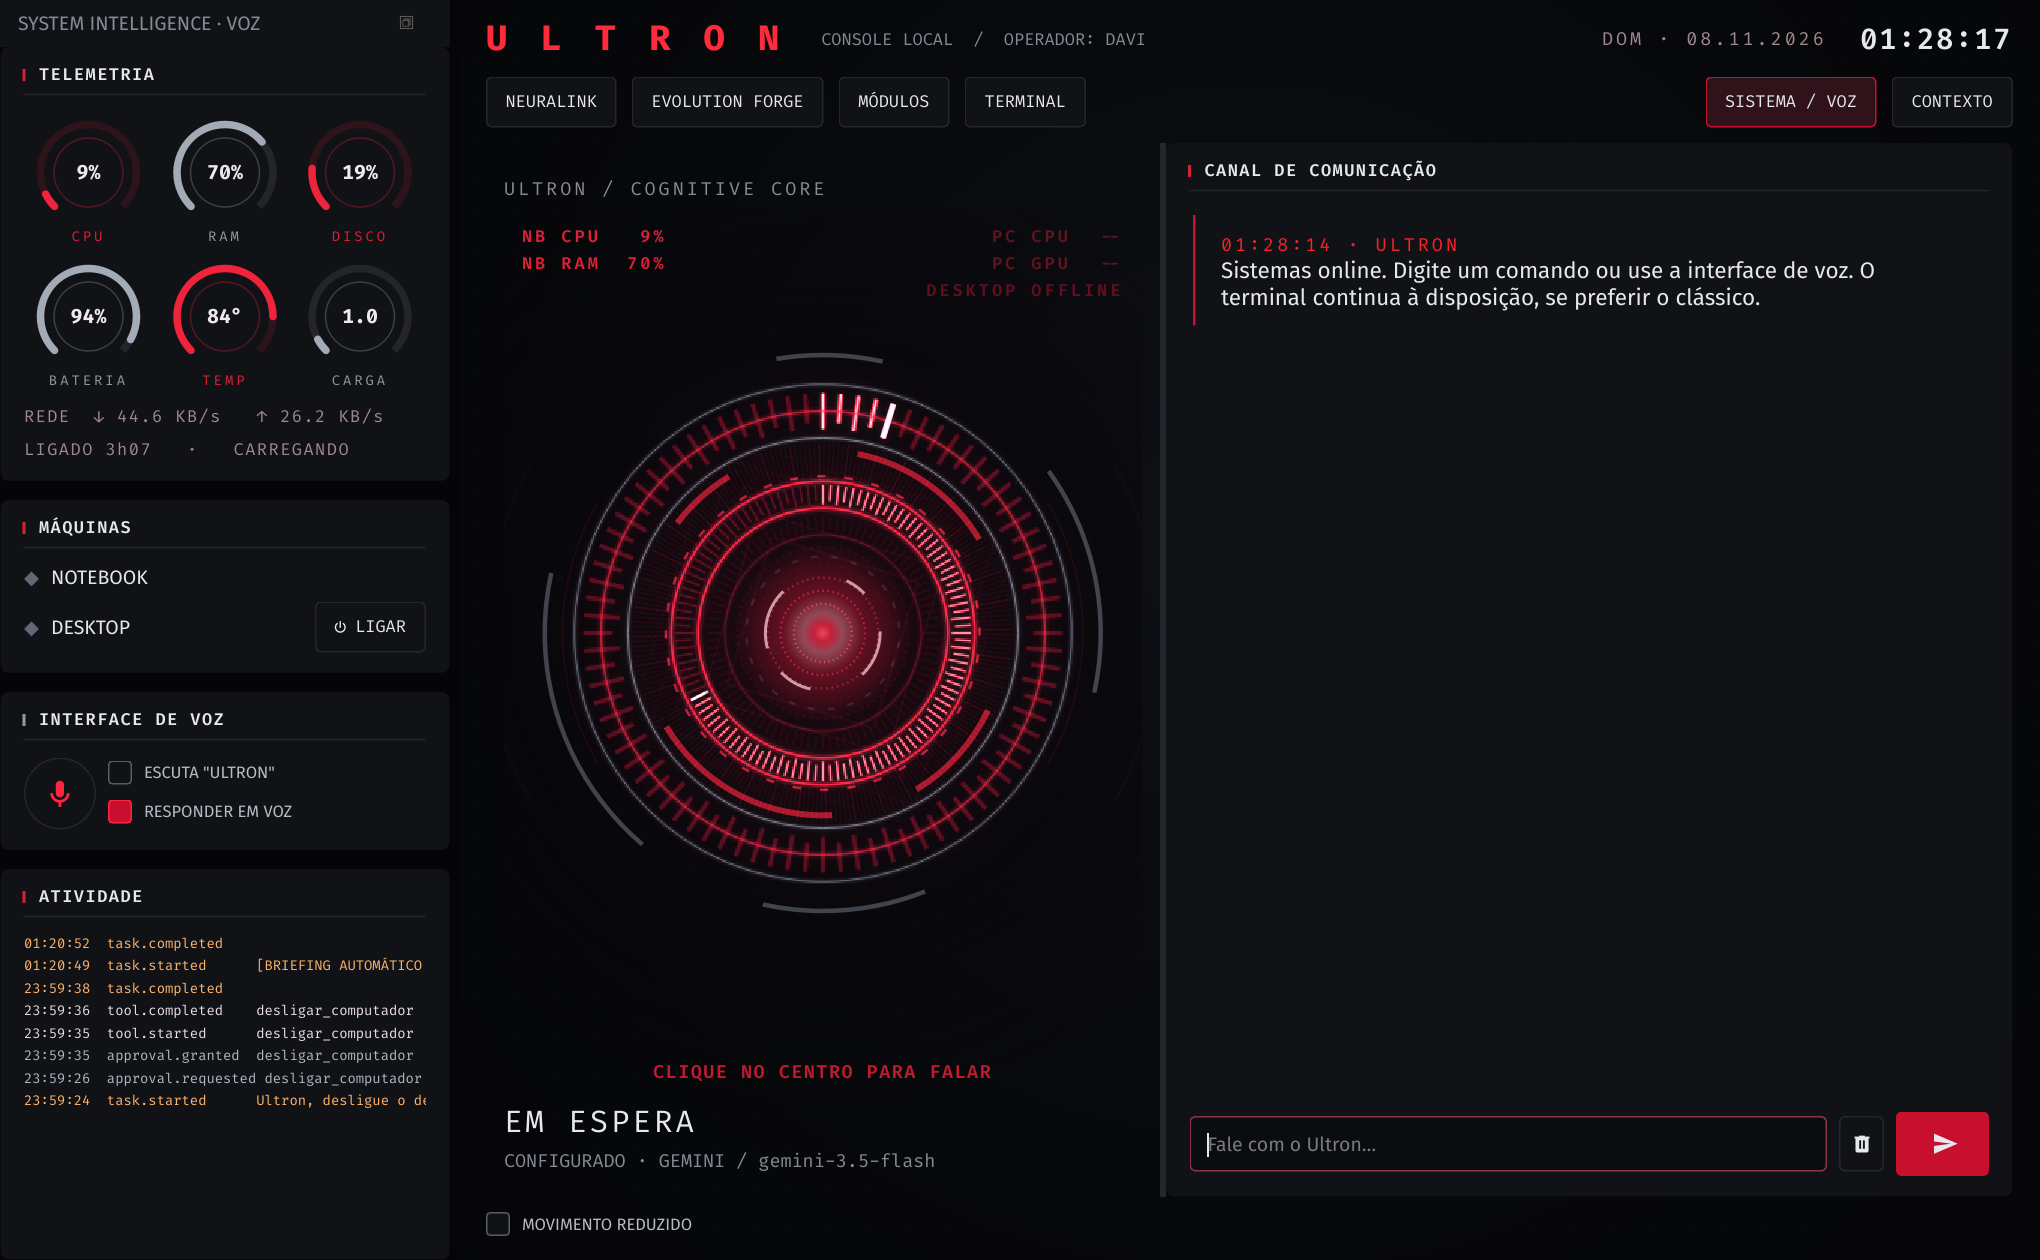 SYSTEM INTELLIGENCE · VOZ
TELEMETRIA
9% 70% 19%
CPU RAM DISCO
94% 84° 1.0
BATERIA TEMP CARGA
REDE ↓ 44.6 KB/s ↑ 26.2 KB/s
LIGADO 3h07 · CARREGANDO
MÁQUINAS
NOTEBOOK
DESKTOP
LIGAR
INTERFACE DE VOZ
ESCUTA "ULTRON"
RESPONDER EM VOZ
ATIVIDADE
01:20:52 task.completed
01:20:49 task.started [BRIEFING AUTOMÁTICO
23:59:38 task.completed
23:59:36 tool.completed desligar_computador
23:59:35 tool.started desligar_computador
23:59:35 approval.granted desligar_computador
23:59:26 approval.requested desligar_computador
23:59:24 task.started Ultron, desligue o de
ULTRON
CONSOLE LOCAL / OPERADOR: DAVI
DOM · 08.11.2026 01:28:17
NEURALINK EVOLUTION FORGE MÓDULOS TERMINAL
SISTEMA / VOZ CONTEXTO
ULTRON / COGNITIVE CORE
NB CPU 9%
NB RAM 70%
PC CPU --
PC GPU --
DESKTOP OFFLINE
CLIQUE NO CENTRO PARA FALAR
EM ESPERA
CONFIGURADO · GEMINI / gemini-3.5-flash
MOVIMENTO REDUZIDO
CANAL DE COMUNICAÇÃO
01:28:14 · ULTRON
Sistemas online. Digite um comando ou use a interface de voz. O
terminal continua à disposição, se preferir o clássico.
Fale com o Ultron...